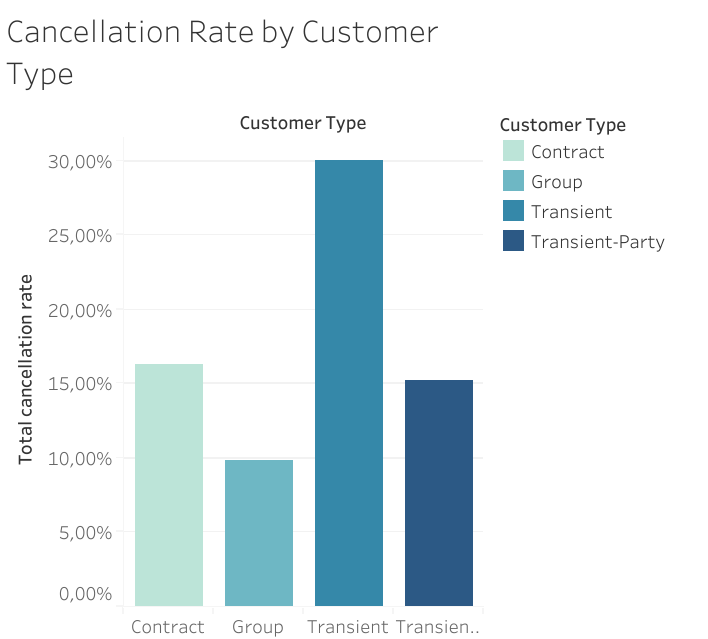 Cancellation Rate by Customer
Type
Customer Type
Customer Type
Contract
Group
Transient
Transient-Party
30,00%
25,00%
20,00%
15,00%
10,00%
5,00%
0,00%
Total cancellation rate
Contract
Group
Transient
Transien..